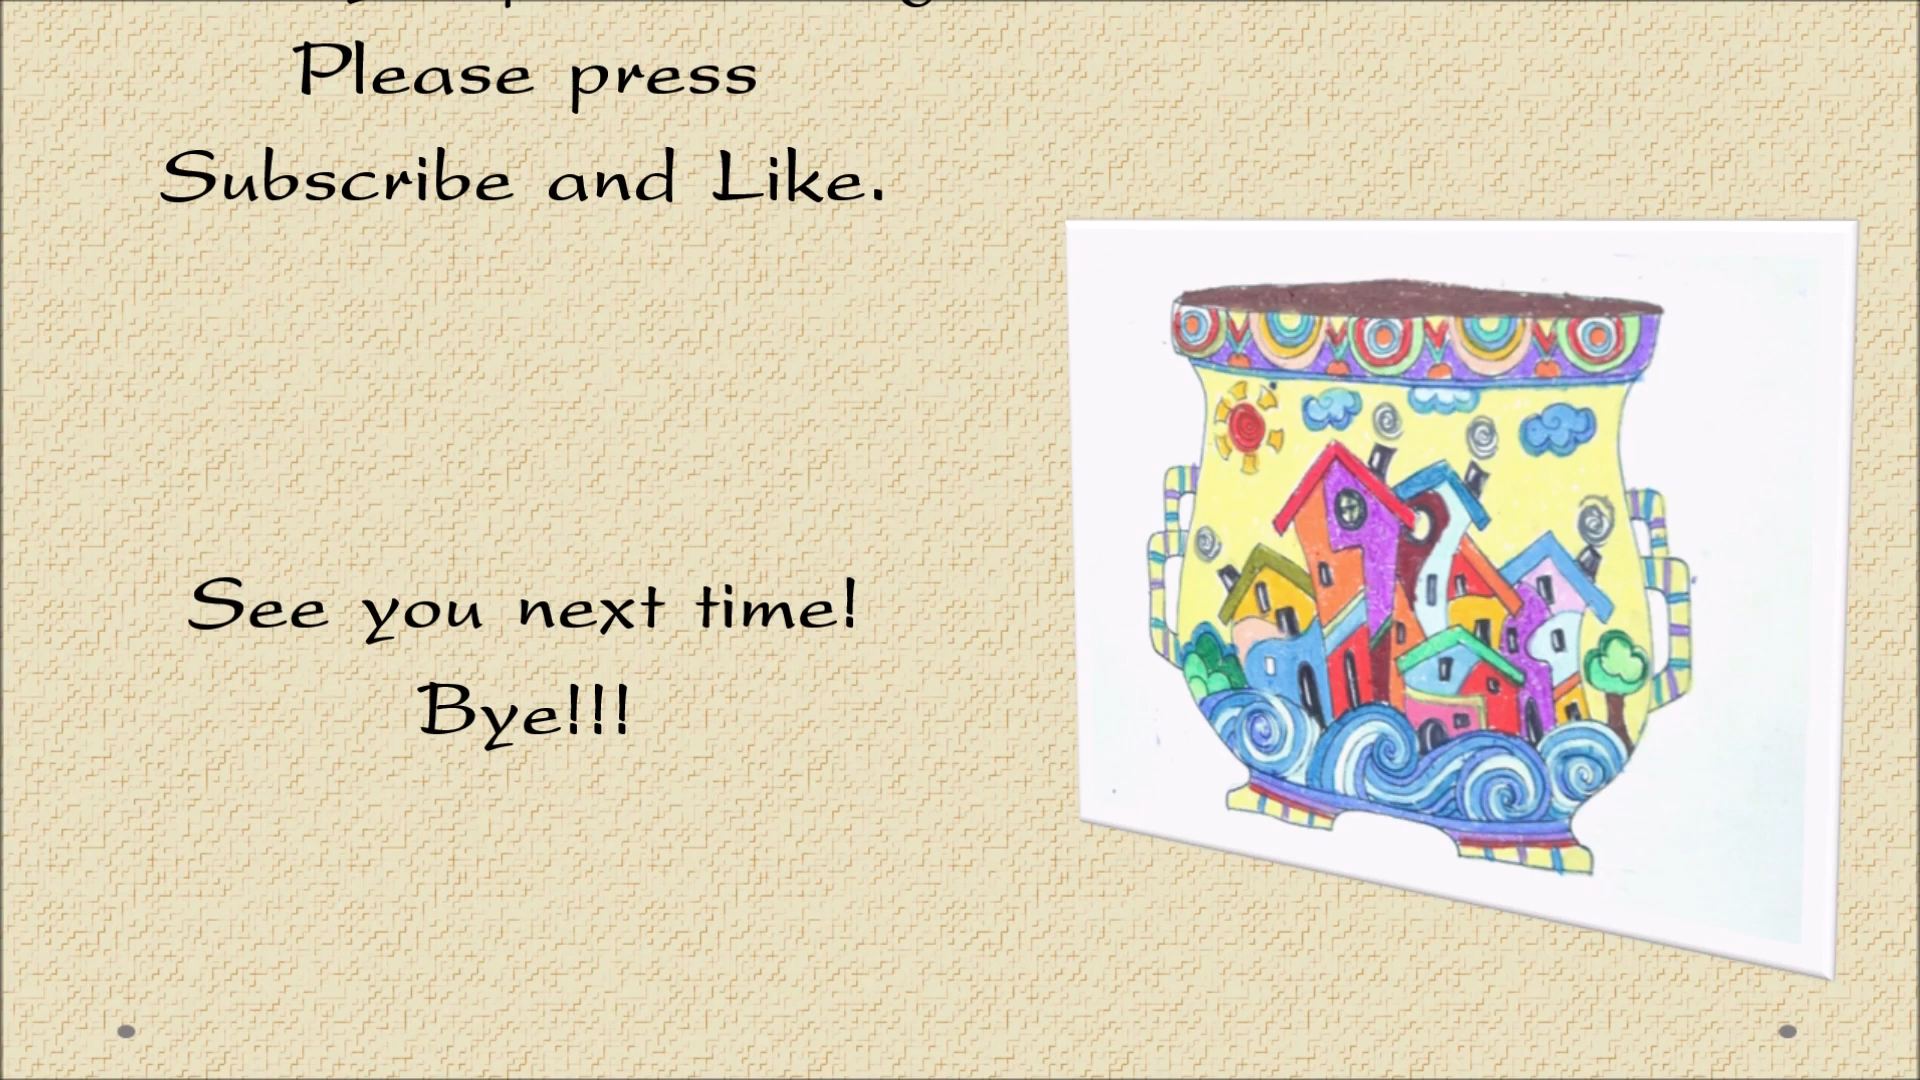 Please press
Subscribe and Like.
See you next time!
Bye!!!